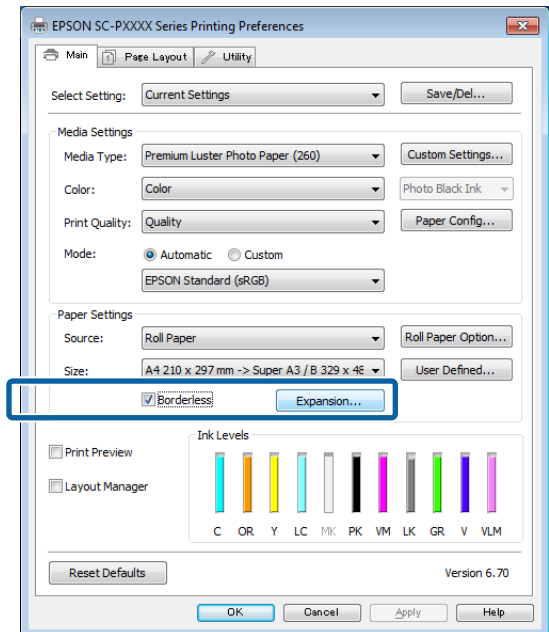 EPSON SC-PXXXX Series Printing Preferences
Main Page Layout Utility
Select Setting: Current Settings Save/Del...
Media Settings
Media Type: Premium Luster Photo Paper (260) Custom Settings...
Color: Color Photo Black Ink
Print Quality: Quality Paper Config...
Mode: Automatic Custom
EPSON Standard (sRGB)
Paper Settings
Source: Roll Paper Roll Paper Option...
Size: A4 210 x 297 mm -> Super A3 / B 329 x 48 User Defined...
Borderless Expansion...
Ink Levels
Print Preview
Layout Manager
C OR Y LC MK PK VM LK GR V VLM
Reset Defaults Version 6.70
OK Cancel Apply Help